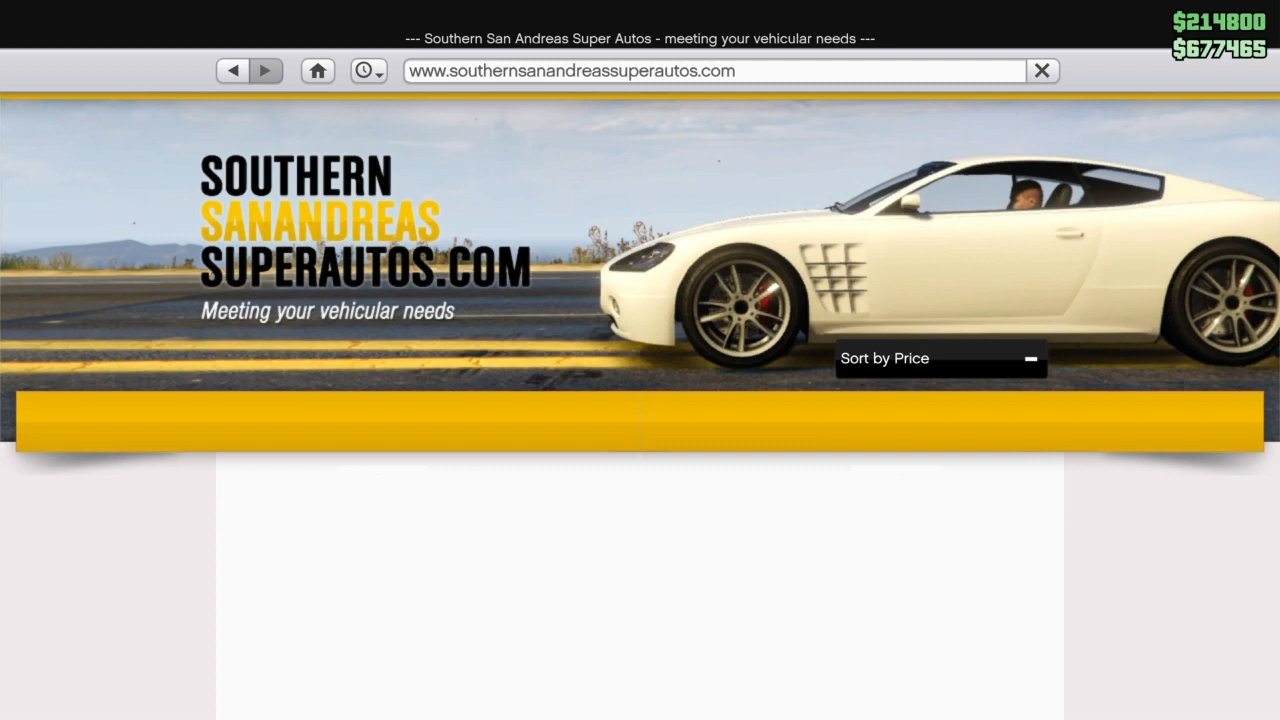 $214800
--- Southern San Andreas Super Autos - meeting your vehicular needs ---
$677465
www.southernsanandreassuperautos.com
SOUTHERN
SANANDREAS
SUPERAUTOS.COM
Meeting your vehicular needs
Sort by Price